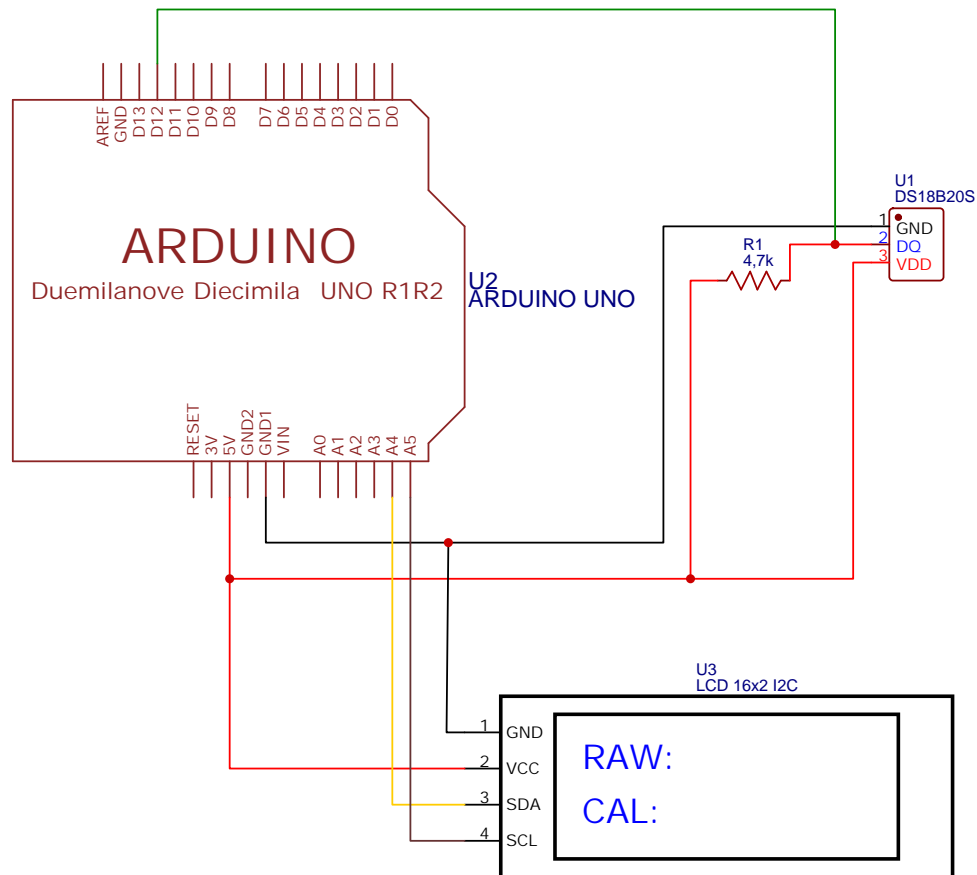 AREF
GND
D13
D12
D11
D10
D9
D8
D7
D6
D5
D4
D3
D2
D1
D0
U1
DS18B20S
1
GND
2
DQ
3
VDD
ARDUINO
Duemilanove Diecimila UNO R1R2
R1
4,7k
U2
ARDUINO UNO
RESET
3V
5V
GND2
GND1
VIN
A0
A1
A2
A3
A4
A5
U3
LCD 16x2 I2C
1 GND
2 VCC
3 SDA
4 SCL
RAW:
CAL: